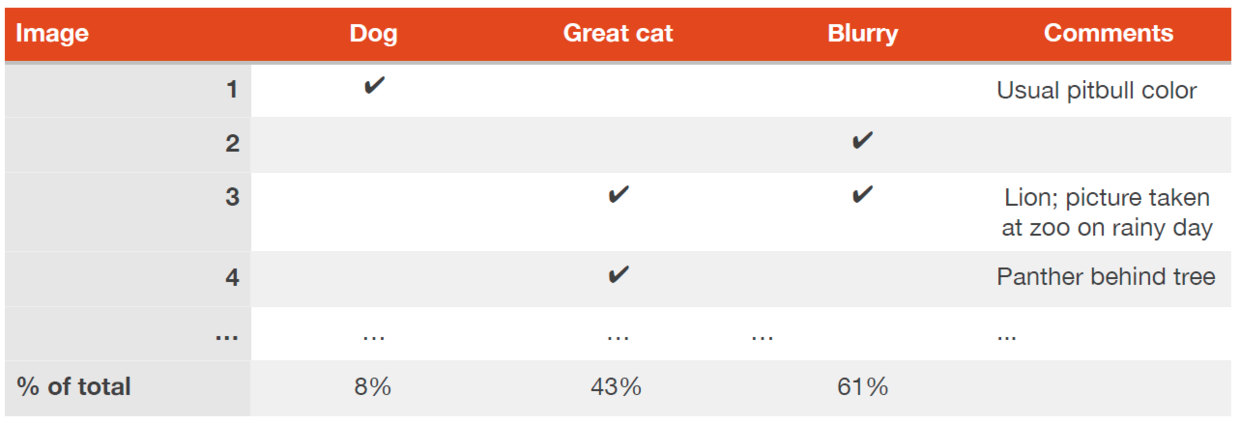 Image Dog Great cat Blurry Comments
1 ✔ Usual pitbull color
2 ✔
3 ✔ ✔ Lion; picture taken
at zoo on rainy day
4 ✔ Panther behind tree
... ... ... ... ...
% of total 8% 43% 61%